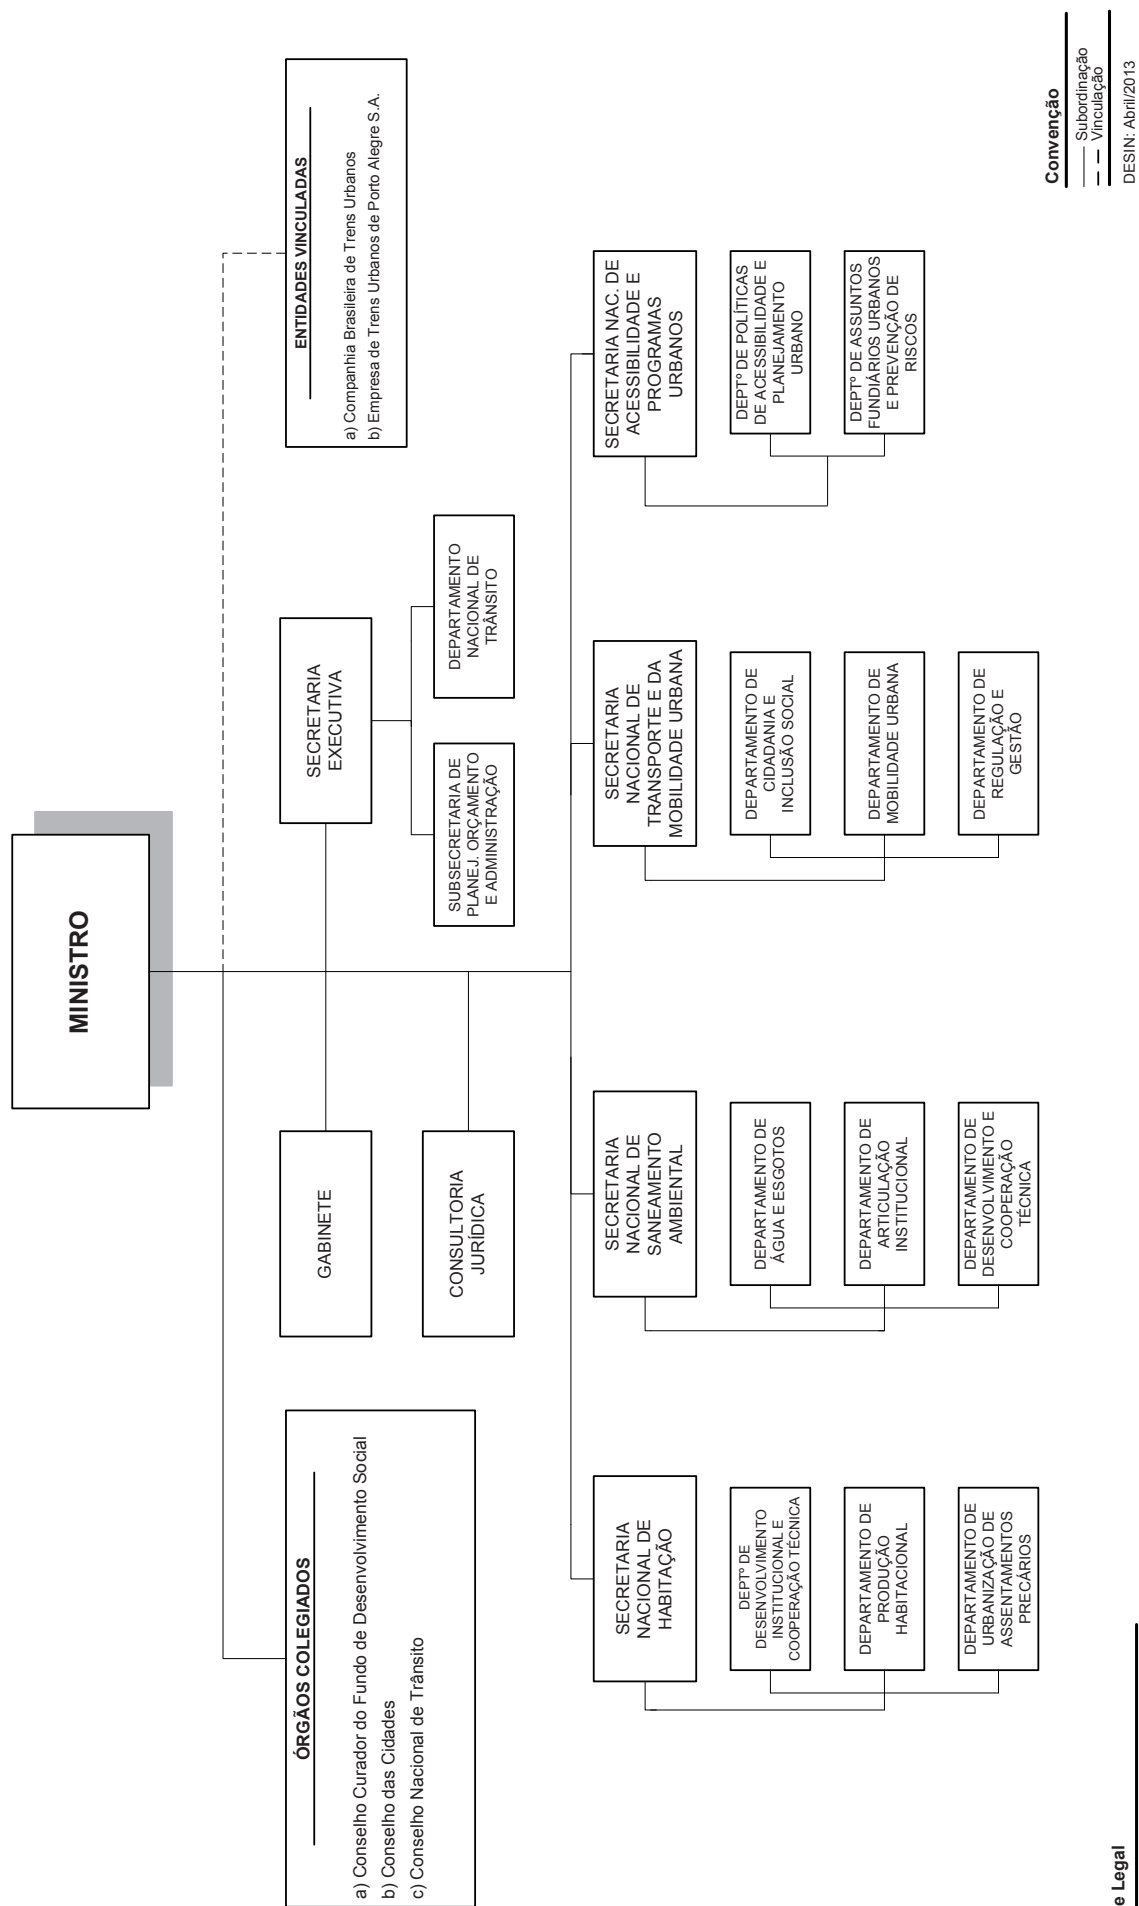 MINISTRO
ÓRGÃOS COLEGIADOS
a) Conselho Curador do Fundo de Desenvolvimento Social
b) Conselho das Cidades
c) Conselho Nacional de Trânsito
GABINETE
CONSULTORIA
JURÍDICA
SECRETARIA
EXECUTIVA
SUBSECRETARIA DE
PLANEJ. ORÇAMENTO
E ADMINISTRAÇÃO
DEPARTAMENTO
NACIONAL DE
TRÂNSITO
ENTIDADES VINCULADAS
a) Companhia Brasileira de Trens Urbanos
b) Empresa de Trens Urbanos de Porto Alegre S.A.
SECRETARIA
NACIONAL DE
HABITAÇÃO
DEPTº DE
DESENVOLVIMENTO
INSTITUCIONAL E
COOPERAÇÃO TÉCNICA
DEPARTAMENTO DE
PRODUÇÃO
HABITACIONAL
DEPARTAMENTO DE
URBANIZAÇÃO DE
ASSENTAMENTOS
PRECÁRIOS
SECRETARIA
NACIONAL DE
SANEAMENTO
AMBIENTAL
DEPARTAMENTO DE
ÁGUA E ESGOTOS
DEPARTAMENTO DE
ARTICULAÇÃO
INSTITUCIONAL
DEPARTAMENTO DE
DESENVOLVIMENTO E
COOPERAÇÃO
TÉCNICA
SECRETARIA
NACIONAL DE
TRANSPORTE E DA
MOBILIDADE URBANA
DEPARTAMENTO DE
CIDADANIA E
INCLUSÃO SOCIAL
DEPARTAMENTO DE
MOBILIDADE URBANA
DEPARTAMENTO DE
REGULAÇÃO E
GESTÃO
SECRETARIA NAC. DE
ACESSIBILIDADE E
PROGRAMAS
URBANOS
DEPTº DE POLÍTICAS
DE ACESSIBILIDADE E
PLANEJAMENTO
URBANO
DEPTº DE ASSUNTOS
FUNDIÁRIOS URBANOS
E PREVENÇÃO DE
RISCOS
e Legal
Convenção
Subordinação
Vinculação
DESIN: Abril/2013